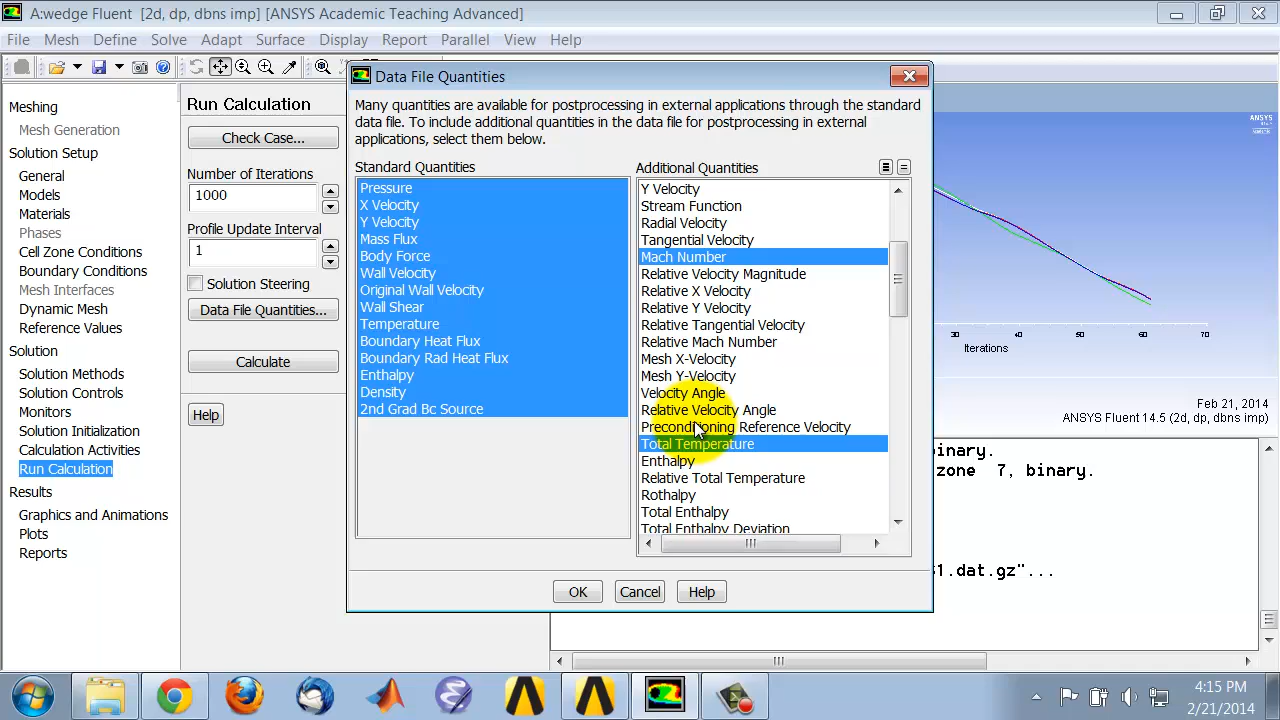 A:wedge Fluent [2d, dp, dbns imp] [ANSYS Academic Teaching Advanced]
File Mesh Define Solve Adapt Surface Display Report Parallel View Help
Meshing
Mesh Generation
Solution Setup
General
Models
Materials
Phases
Cell Zone Conditions
Boundary Conditions
Mesh Interfaces
Dynamic Mesh
Reference Values
Solution
Solution Methods
Solution Controls
Monitors
Solution Initialization
Calculation Activities
Run Calculation
Results
Graphics and Animations
Plots
Reports
Run Calculation
Check Case...
Number of Iterations
1000
Profile Update Interval
1
Solution Steering
Data File Quantities...
Calculate
Help
Data File Quantities
Many quantities are available for postprocessing in external applications through the standard
data file. To include additional quantities in the data file for postprocessing in external
applications, select them below.
Standard Quantities
Pressure
X Velocity
Y Velocity
Mass Flux
Body Force
Wall Velocity
Original Wall Velocity
Wall Shear
Temperature
Boundary Heat Flux
Boundary Rad Heat Flux
Enthalpy
Density
2nd Grad Bc Source
Additional Quantities
Y Velocity
Stream Function
Radial Velocity
Tangential Velocity
Mach Number
Relative Velocity Magnitude
Relative X Velocity
Relative Y Velocity
Relative Tangential Velocity
Relative Mach Number
Mesh X-Velocity
Mesh Y-Velocity
Velocity Angle
Relative Velocity Angle
Preconditioning Reference Velocity
Total Temperature
Enthalpy
Relative Total Temperature
Rothalpy
Total Enthalpy
Total Enthalpy Deviation
OK Cancel Help
ANSYS
30 40 50 60 70
Iterations
Feb 21, 2014
ANSYS Fluent 14.5 (2d, dp, dbns imp)
inary.
zone 7, binary.
1.dat.gz"...
4:15 PM
2/21/2014